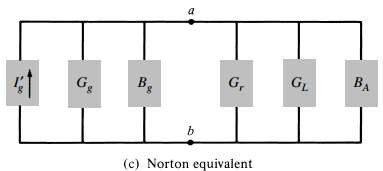 a
I′g Gg Bg Gr GL BA
b
(c) Norton equivalent